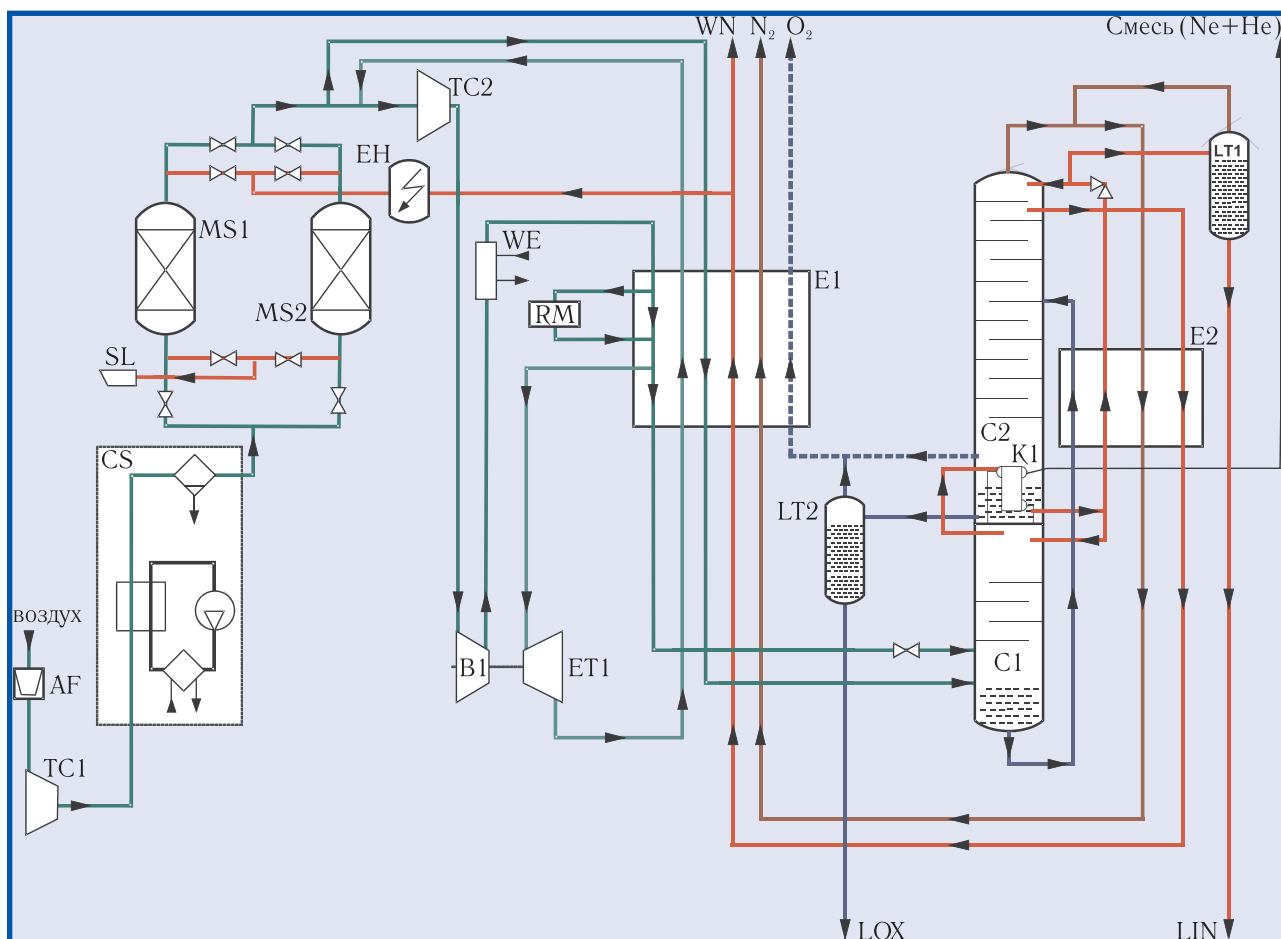 WN N₂ O₂ Смесь (Ne+He)
TC2
EH
LT1
MS1
WE
MS2
E1
RM
SL
E2
C2
CS
K1
LT2
воздух
AF
B1
ET1
C1
TC1
LOX
LIN